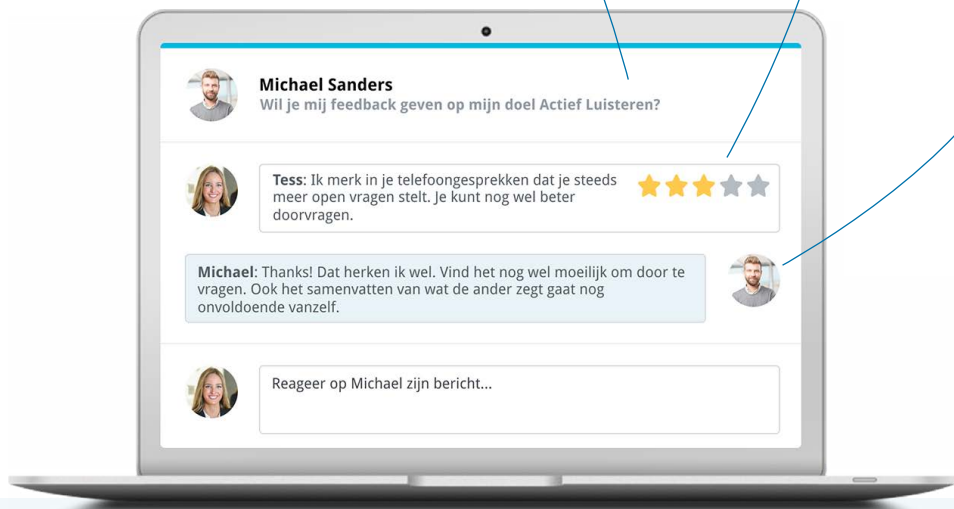 Michael Sanders
Wil je mij feedback geven op mijn doel Actief Luisteren?
Tess: Ik merk in je telefoongesprekken dat je steeds
meer open vragen stelt. Je kunt nog wel beter
doorvragen.
Michael: Thanks! Dat herken ik wel. Vind het nog wel moeilijk om door te
vragen. Ook het samenvatten van wat de ander zegt gaat nog
onvoldoende vanzelf.
Reageer op Michael zijn bericht...